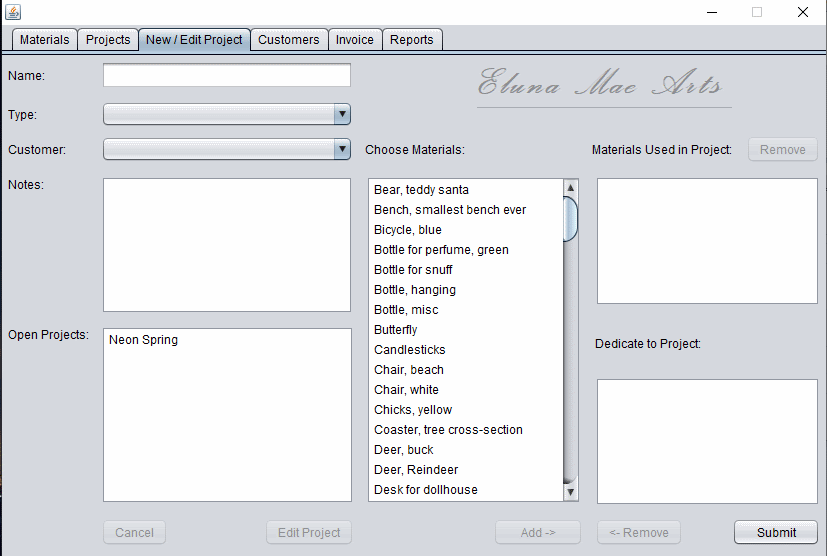 Materials
Projects
New / Edit Project
Customers
Invoice
Reports
Name:
Eluna Mae Arts
Type:
Customer:
Choose Materials:
Materials Used in Project:
Remove
Notes:
Bear, teddy santa
Bench, smallest bench ever
Bicycle, blue
Bottle for perfume, green
Bottle for snuff
Bottle, hanging
Bottle, misc
Butterfly
Candlesticks
Chair, beach
Chair, white
Chicks, yellow
Coaster, tree cross-section
Deer, buck
Deer, Reindeer
Desk for dollhouse
Open Projects:
Neon Spring
Dedicate to Project:
Cancel
Edit Project
Add ->
<- Remove
Submit